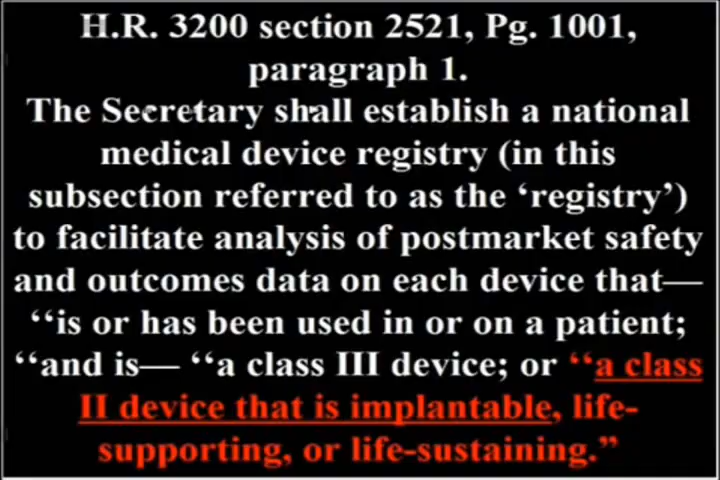 H.R. 3200 section 2521, Pg. 1001,
paragraph 1.
The Secretary shall establish a national
medical device registry (in this
subsection referred to as the ‘registry’)
to facilitate analysis of postmarket safety
and outcomes data on each device that—
‘‘is or has been used in or on a patient;
‘‘and is— ‘‘a class III device; or ‘‘a class
II device that is implantable, life-
supporting, or life-sustaining.”